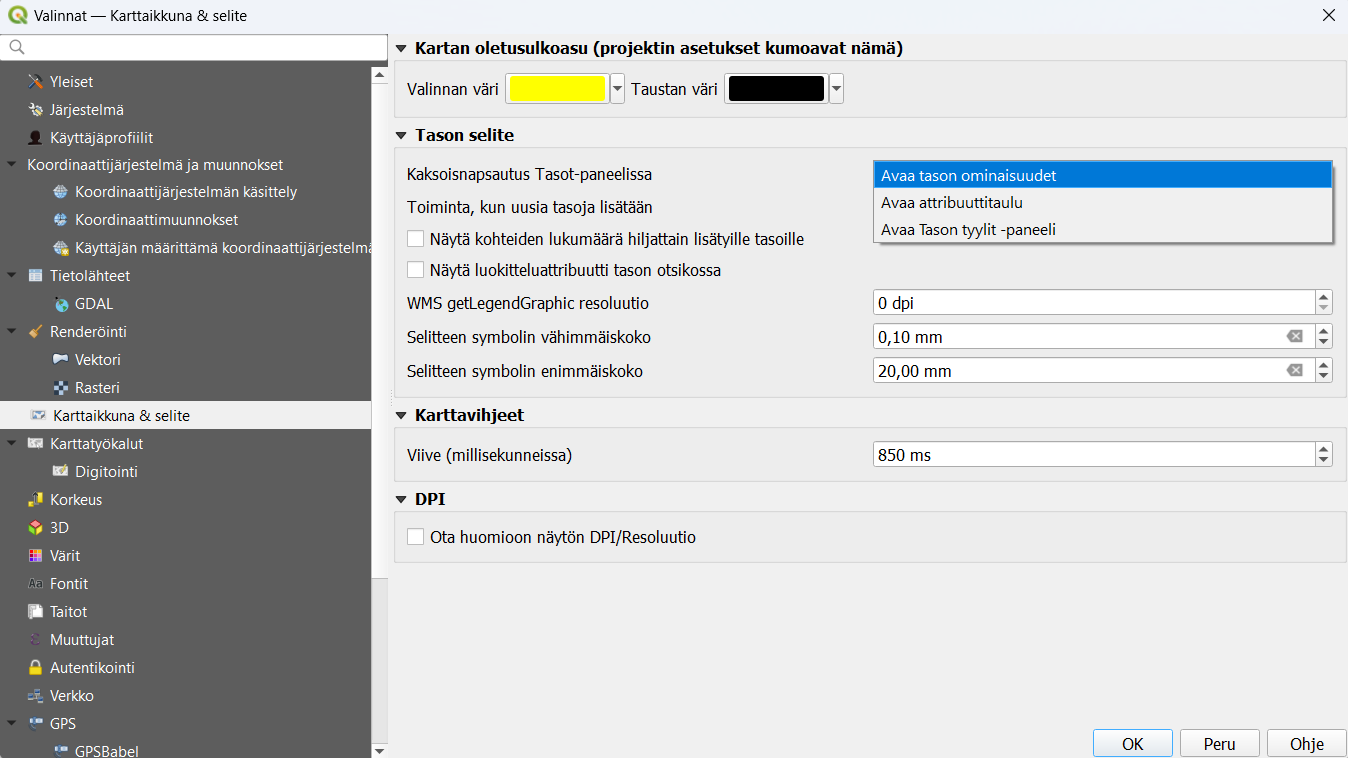 Valinnat — Karttaikkuna & selite
Yleiset
Järjestelmä
Käyttäjäprofiilit
Koordinaattijärjestelmä ja muunnokset
Koordinaattijärjestelmän käsittely
Koordinaattimuunnokset
Käyttäjän määrittämä koordinaattijärjestelmä
Tietolähteet
GDAL
Renderöinti
Vektori
Rasteri
Karttaikkuna & selite
Karttatyökalut
Digitointi
Korkeus
3D
Värit
Fontit
Taitot
Muuttujat
Autentikointi
Verkko
GPS
GPSBabel
Kartan oletusulkoasu (projektin asetukset kumoavat nämä)
Valinnan väri Taustan väri
Tason selite
Kaksoisnapsautus Tasot-paneelissa
Avaa tason ominaisuudet
Avaa attribuuttitaulu
Avaa Tason tyylit -paneeli
Toiminta, kun uusia tasoja lisätään
Näytä kohteiden lukumäärä hiljattain lisätyille tasoille
Näytä luokitteluattribuutti tason otsikossa
WMS getLegendGraphic resoluutio 0 dpi
Selitteen symbolin vähimmäiskoko 0,10 mm
Selitteen symbolin enimmäiskoko 20,00 mm
Karttavihjeet
Viive (millisekunneissa) 850 ms
DPI
Ota huomioon näytön DPI/Resoluutio
OK Peru Ohje